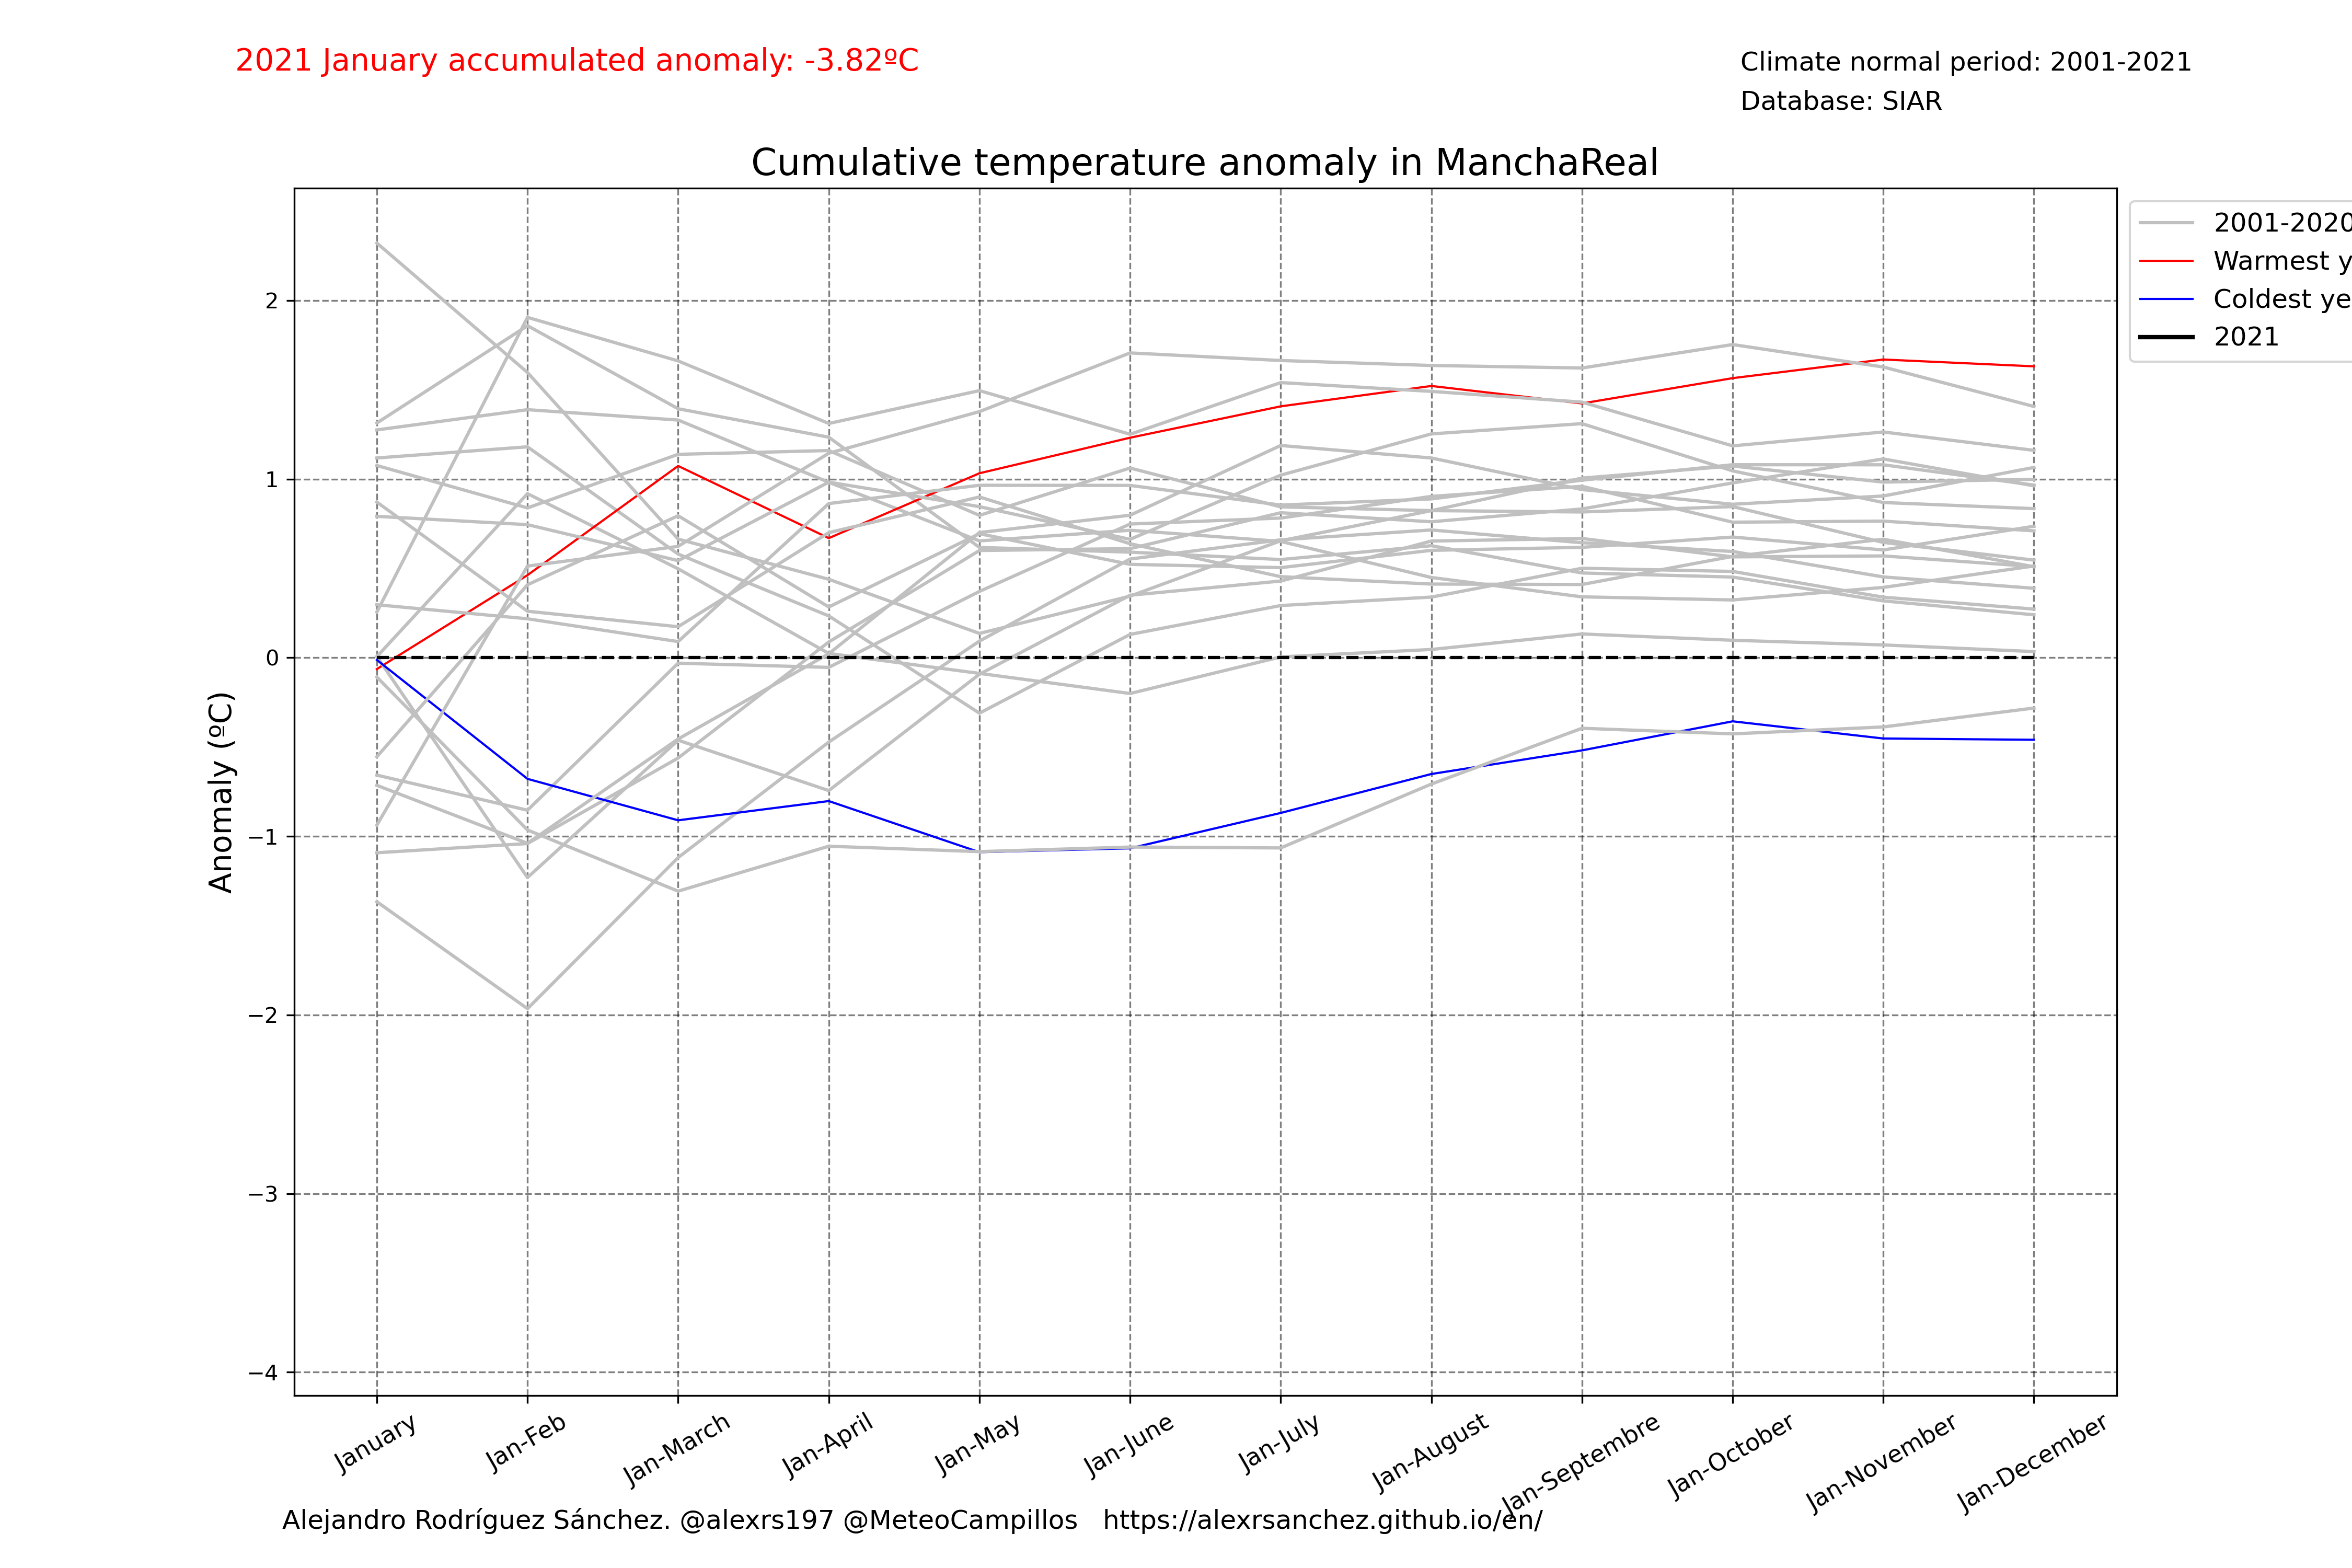 2021 January accumulated anomaly: -3.82ºC
Climate normal period: 2001-2021
Database: SIAR
Cumulative temperature anomaly in ManchaReal
2001-2020
Warmest y
Coldest ye
2021
Anomaly (ºC)
2
1
0
−1
−2
−3
−4
January
Jan-Feb
Jan-March
Jan-April
Jan-May
Jan-June
Jan-July
Jan-August
Jan-Septembre
Jan-October
Jan-November
Jan-December
Alejandro Rodríguez Sánchez. @alexrs197 @MeteoCampillos   https://alexrsanchez.github.io/en/